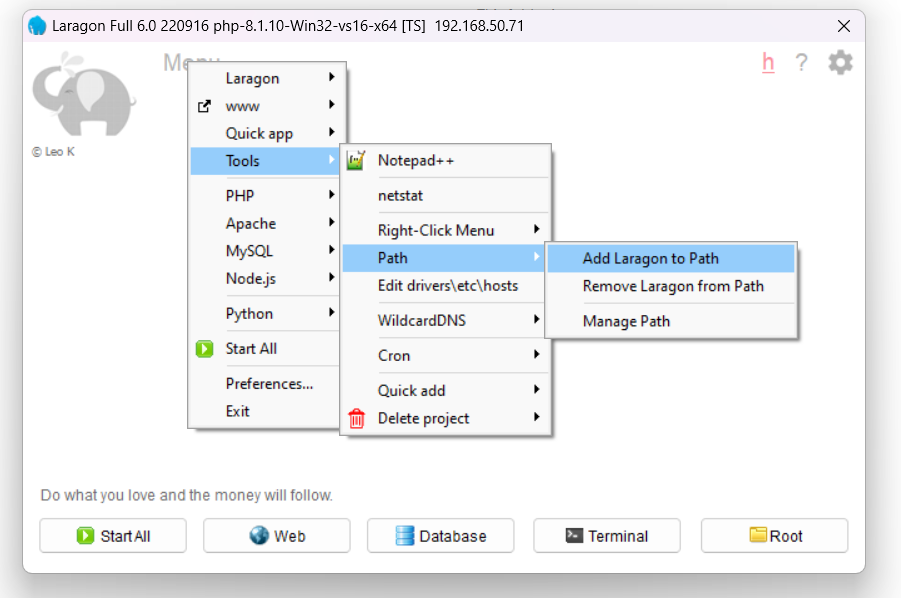 Laragon Full 6.0 220916 php-8.1.10-Win32-vs16-x64 [TS] 192.168.50.71
Menu
h ?
© Leo K
Laragon
www
Quick app
Tools
PHP
Apache
MySQL
Node.js
Python
Start All
Preferences...
Exit
Notepad++
netstat
Right-Click Menu
Path
Edit drivers\etc\hosts
WildcardDNS
Cron
Quick add
Delete project
Add Laragon to Path
Remove Laragon from Path
Manage Path
Do what you love and the money will follow.
Start All
Web
Database
Terminal
Root